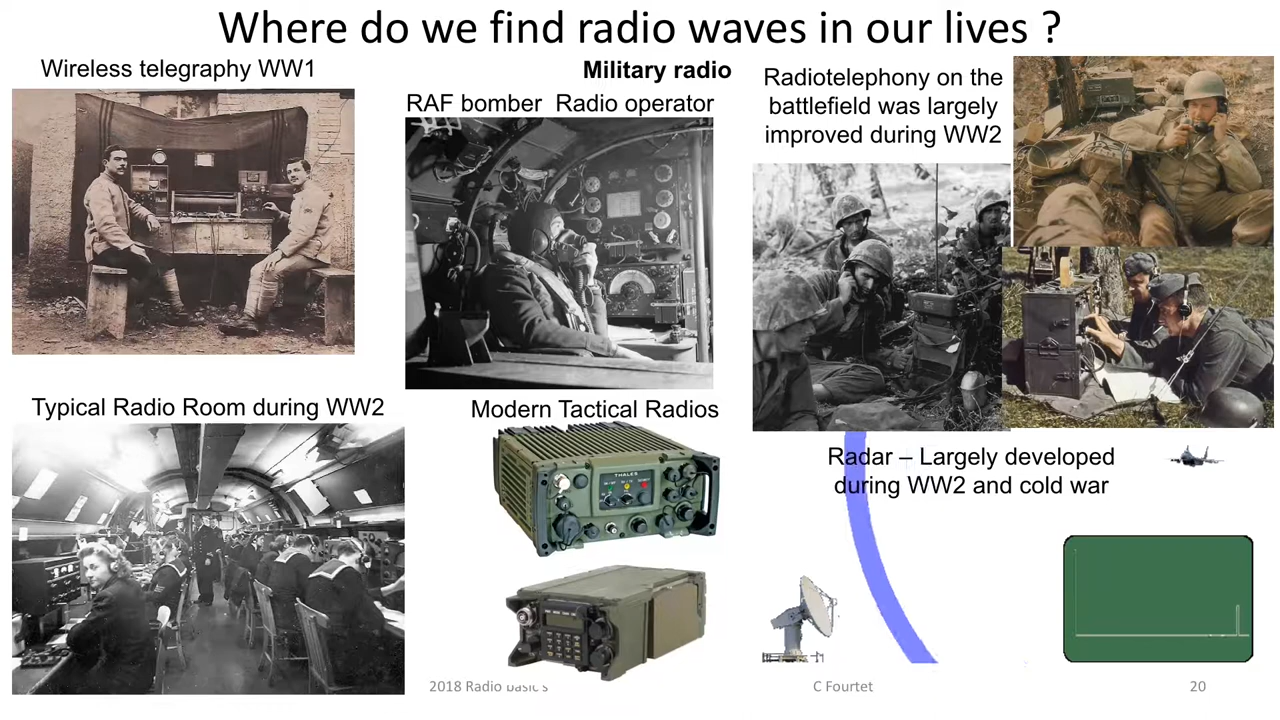 Where do we find radio waves in our lives ?
Wireless telegraphy WW1
Military radio
RAF bomber  Radio operator
Radiotelephony on the
battlefield was largely
improved during WW2
Typical Radio Room during WW2
Modern Tactical Radios
THALES
Radar – Largely developed
during WW2 and cold war
2018 Radio basic's
C Fourtet
20